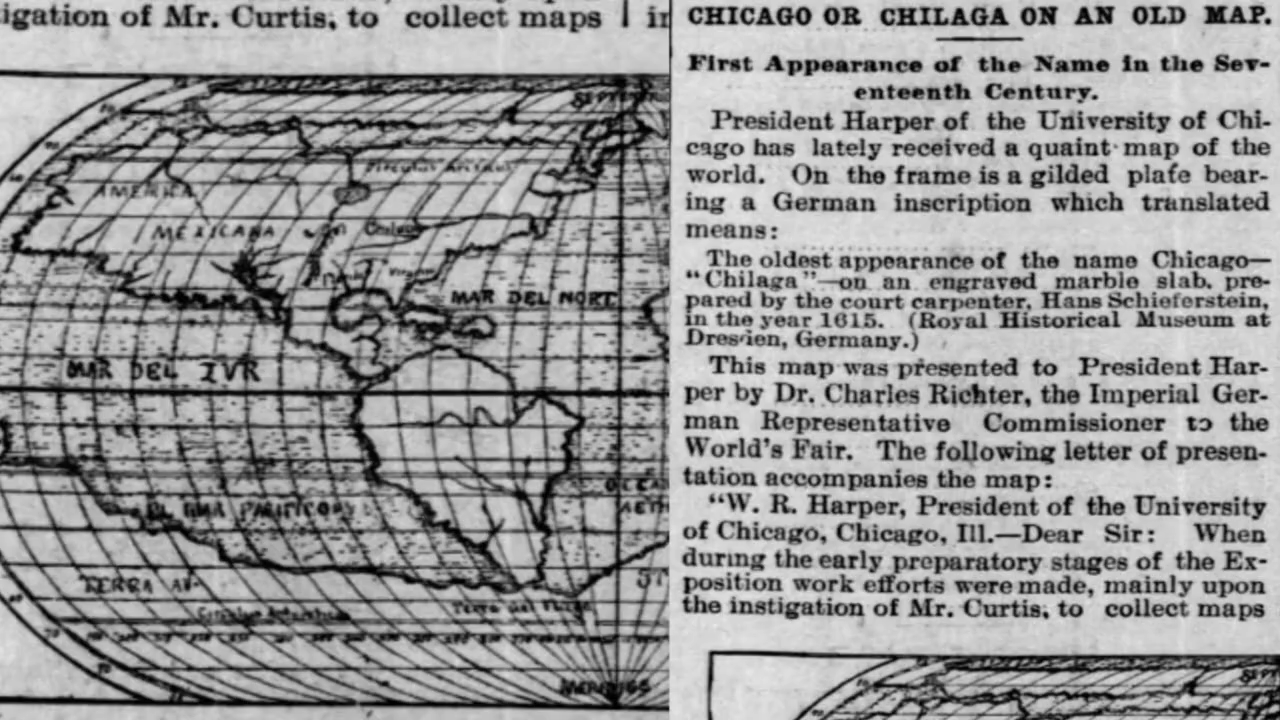 igation of Mr. Curtis, to collect maps
AMERICA
MEXICANA
MAR DEL NORT
MAR DEL ZVR
TERRA AV
Terra del
CHICAGO OR CHILAGA ON AN OLD MAP.
First Appearance of the Name in the Sev-
enteenth Century.
President Harper of the University of Chi-
cago has lately received a quaint map of the
world. On the frame is a gilded plate bear-
ing a German inscription which translated
means:
The oldest appearance of the name Chicago—
"Chilaga"—on an engraved marble slab, pre-
pared by the court carpenter, Hans Schieferstein,
in the year 1615. (Royal Historical Museum at
Dresden, Germany.)
This map was presented to President Har-
per by Dr. Charles Richter, the Imperial Ger-
man Representative Commissioner to the
World's Fair. The following letter of presen-
tation accompanies the map:
"W. R. Harper, President of the University
of Chicago, Chicago, Ill.—Dear Sir: When
during the early preparatory stages of the Ex-
position work efforts were made, mainly upon
the instigation of Mr. Curtis, to collect maps